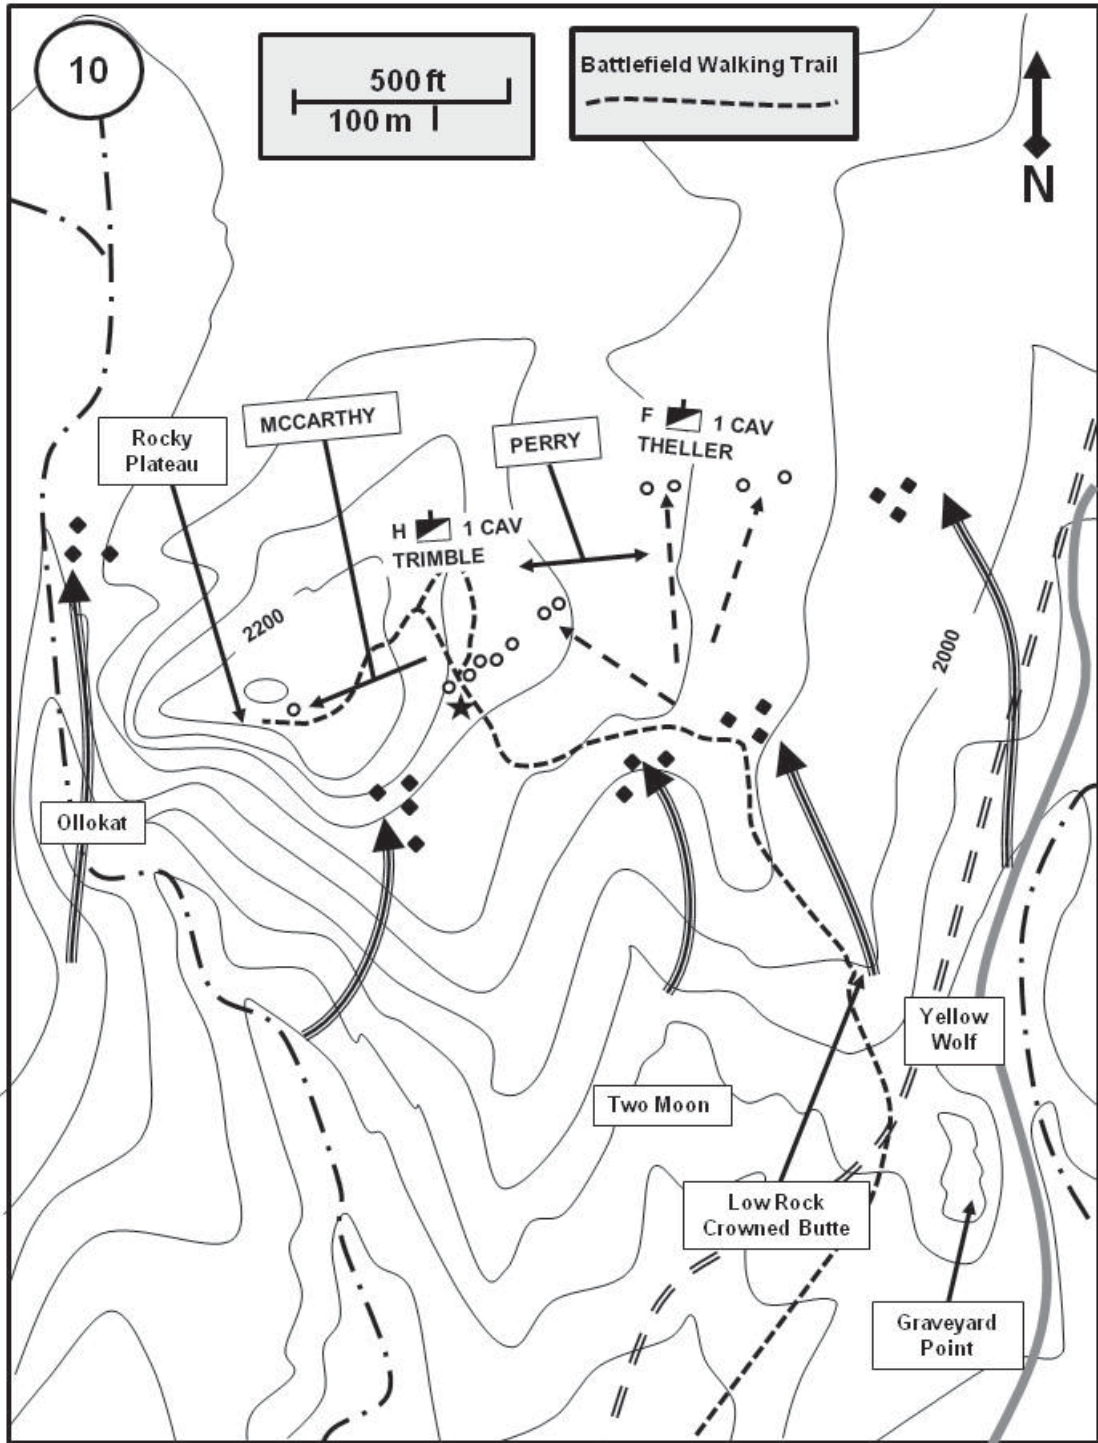 10
500 ft
100 m
Battlefield Walking Trail
N
MCCARTHY
Rocky
Plateau
PERRY
F 1 CAV
THELLER
H 1 CAV
TRIMBLE
2200
2000
Ollokat
Yellow
Wolf
Two Moon
Low Rock
Crowned Butte
Graveyard
Point